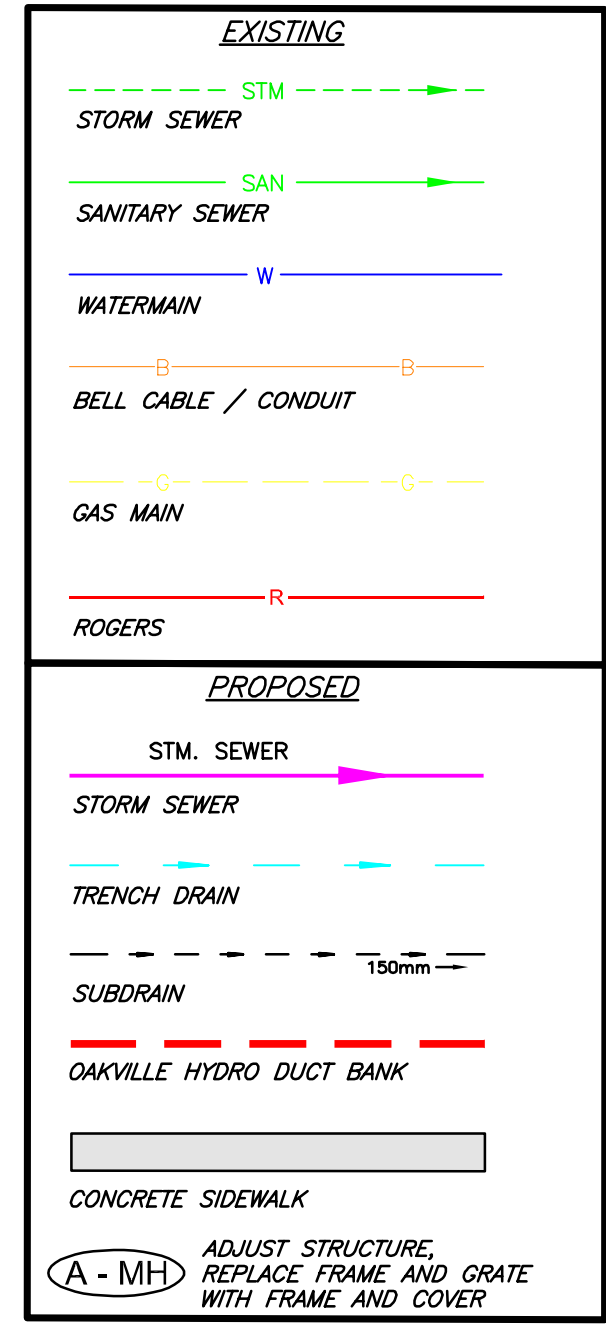 EXISTING
STM
STORM SEWER
SAN
SANITARY SEWER
W
WATERMAIN
B B
BELL CABLE / CONDUIT
G G
GAS MAIN
R
ROGERS
PROPOSED
STM. SEWER
STORM SEWER
TRENCH DRAIN
150mm
SUBDRAIN
OAKVILLE HYDRO DUCT BANK
CONCRETE SIDEWALK
A - MH
ADJUST STRUCTURE,
REPLACE FRAME AND GRATE
WITH FRAME AND COVER